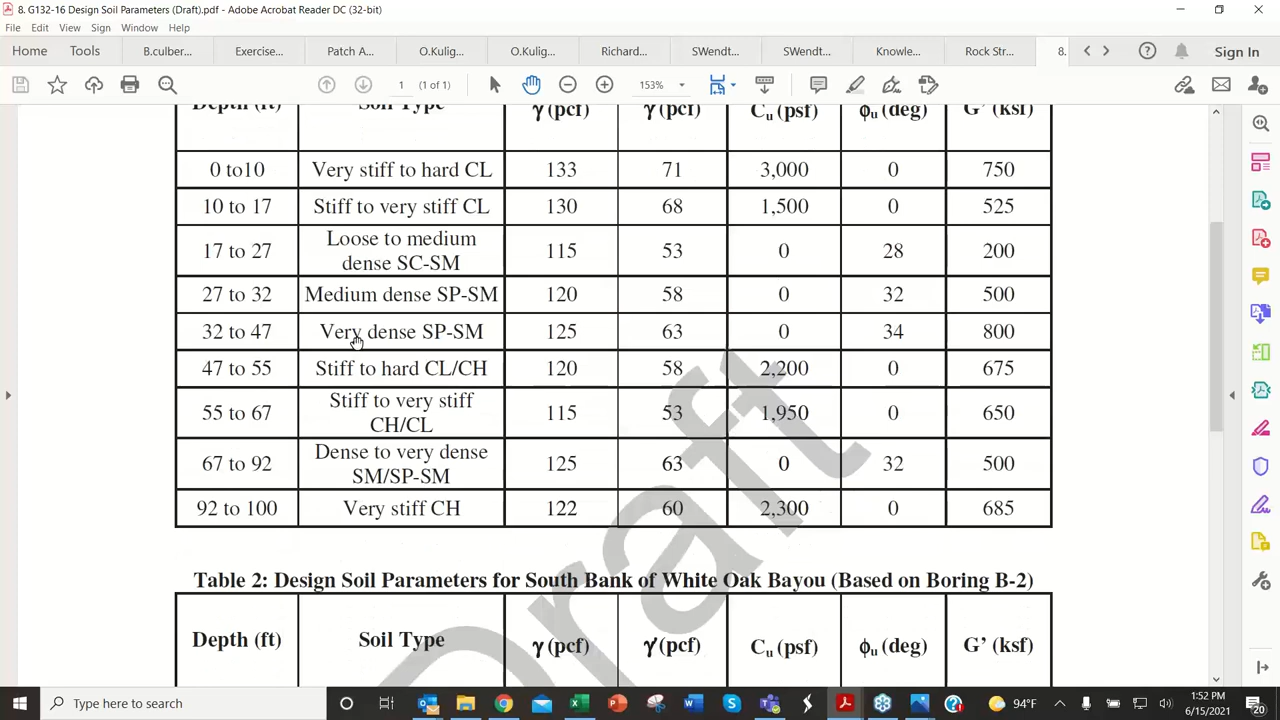 8. G132-16 Design Soil Parameters (Draft).pdf - Adobe Acrobat Reader DC (32-bit)
File Edit View Sign Window Help
Home Tools B.culber... Exercise... Patch A... O.Kulig... O.Kulig... Richard... SWendt... SWendt... Knowle... Rock Str... 8. Sign In
1 (1 of 1) 153%
Depth (ft) Soil Type γ (pcf) γ'(pcf) Cu (psf) ϕu (deg) G' (ksf)
0 to10 Very stiff to hard CL 133 71 3,000 0 750
10 to 17 Stiff to very stiff CL 130 68 1,500 0 525
17 to 27 Loose to medium dense SC-SM 115 53 0 28 200
27 to 32 Medium dense SP-SM 120 58 0 32 500
32 to 47 Very dense SP-SM 125 63 0 34 800
47 to 55 Stiff to hard CL/CH 120 58 2,200 0 675
55 to 67 Stiff to very stiff CH/CL 115 53 1,950 0 650
67 to 92 Dense to very dense SM/SP-SM 125 63 0 32 500
92 to 100 Very stiff CH 122 60 2,300 0 685
Draft
Table 2: Design Soil Parameters for South Bank of White Oak Bayou (Based on Boring B-2)
Depth (ft) Soil Type γ (pcf) γ'(pcf) Cu (psf) ϕu (deg) G' (ksf)
Type here to search 94°F 1:52 PM
6/15/2021 20